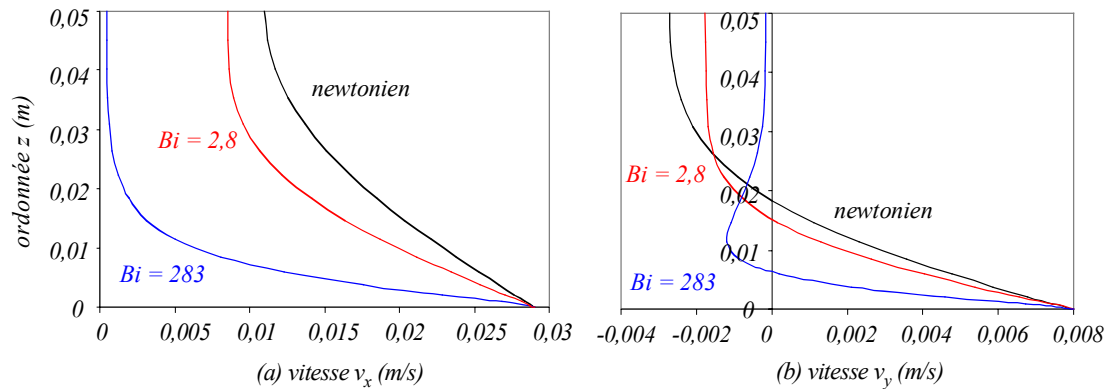 0,05
0,04
0,03
0,02
0,01
0
ordonnée z (m)
newtonien
Bi = 2,8
Bi = 283
0
0,005
0,01
0,015
0,02
0,025
0,03
(a) vitesse vx (m/s)
0,05
0,04
0,03
0,02
0,01
0
Bi = 2,8
newtonien
Bi = 283
-0,004
-0,002
0
0,002
0,004
0,006
0,008
(b) vitesse vy (m/s)